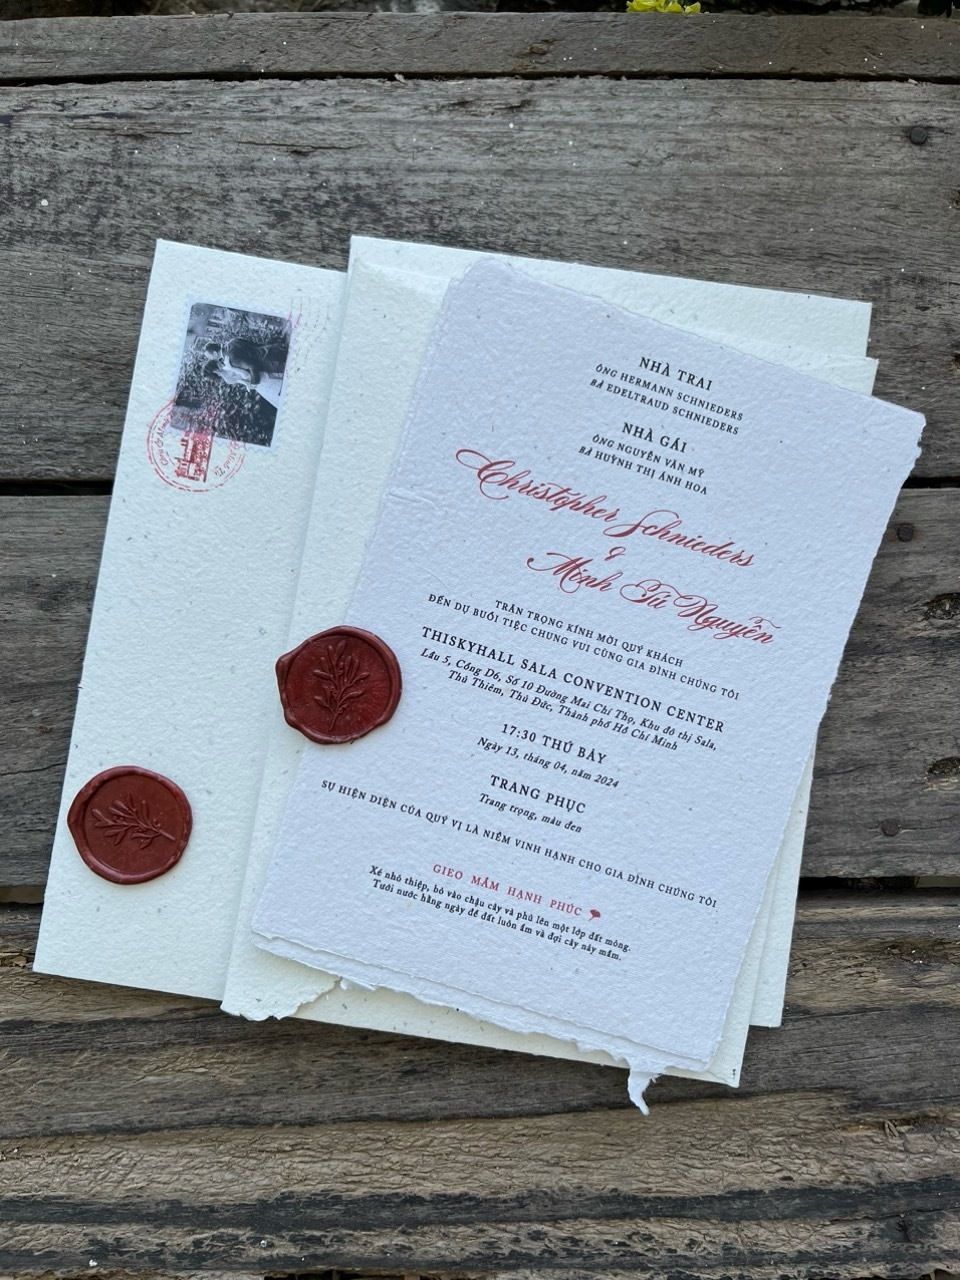 NHÀ TRAI
ÔNG HERMANN SCHNIEDERS
BÀ EDELTRAUD SCHNIEDERS
NHÀ GÁI
ÔNG NGUYỄN VĂN MỸ
BÀ HUỲNH THỊ ÁNH HOA
Christopher Schnieders
&
Minh Tú Nguyễn
TRÂN TRỌNG KÍNH MỜI QUÝ KHÁCH
ĐẾN DỰ BUỔI TIỆC CHUNG VUI CÙNG GIA ĐÌNH CHÚNG TÔI
THISKYHALL SALA CONVENTION CENTER
Lầu 5, Cổng D6, Số 10 Đường Mai Chí Thọ, Khu đô thị Sala,
Thủ Thiêm, Thủ Đức, Thành phố Hồ Chí Minh
17:30 THỨ BẢY
Ngày 13, tháng 04, năm 2024
TRANG PHỤC
Trang trọng, màu đen
SỰ HIỆN DIỆN CỦA QUÝ VỊ LÀ NIỀM VINH HẠNH CHO GIA ĐÌNH CHÚNG TÔI
GIEO MẦM HẠNH PHÚC
Xé nhỏ thiệp, bỏ vào chậu cây và phủ lên một lớp đất mỏng.
Tưới nước hằng ngày để đất luôn ẩm và đợi cây nảy mầm.